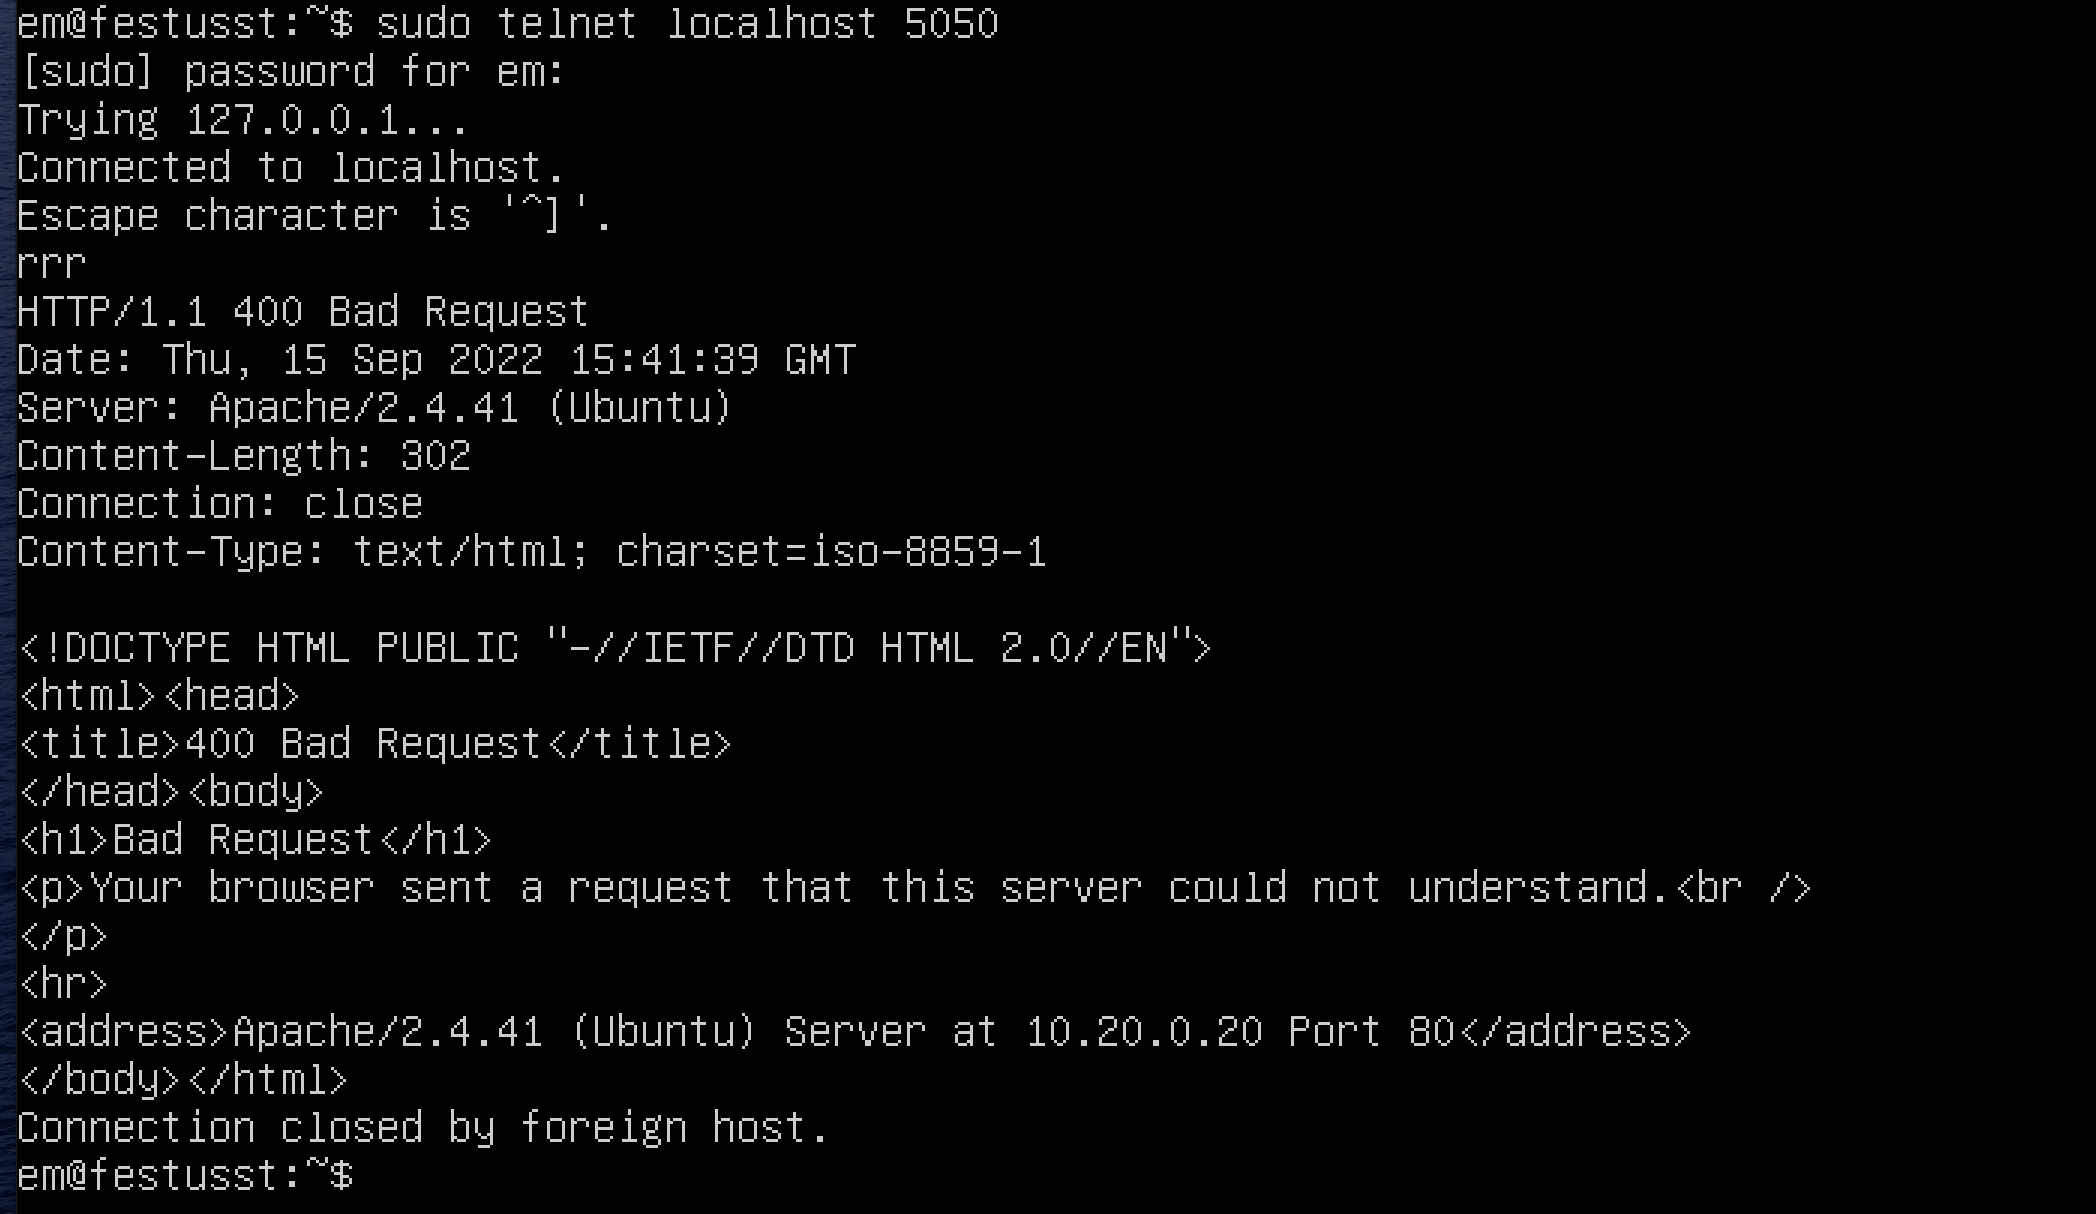 em@festusst:~$ sudo telnet localhost 5050
[sudo] password for em:
Trying 127.0.0.1...
Connected to localhost.
Escape character is '^]'.
rrr
HTTP/1.1 400 Bad Request
Date: Thu, 15 Sep 2022 15:41:39 GMT
Server: Apache/2.4.41 (Ubuntu)
Content-Length: 302
Connection: close
Content-Type: text/html; charset=iso-8859-1

<!DOCTYPE HTML PUBLIC "-//IETF//DTD HTML 2.0//EN">
<html><head>
<title>400 Bad Request</title>
</head><body>
<h1>Bad Request</h1>
<p>Your browser sent a request that this server could not understand.<br />
</p>
<hr>
<address>Apache/2.4.41 (Ubuntu) Server at 10.20.0.20 Port 80</address>
</body></html>
Connection closed by foreign host.
em@festusst:~$